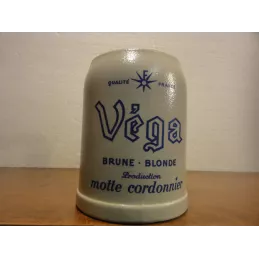 QUALITÉ F FRANCE
Véga
BRUNE - BLONDE
Production
motte cordonnier